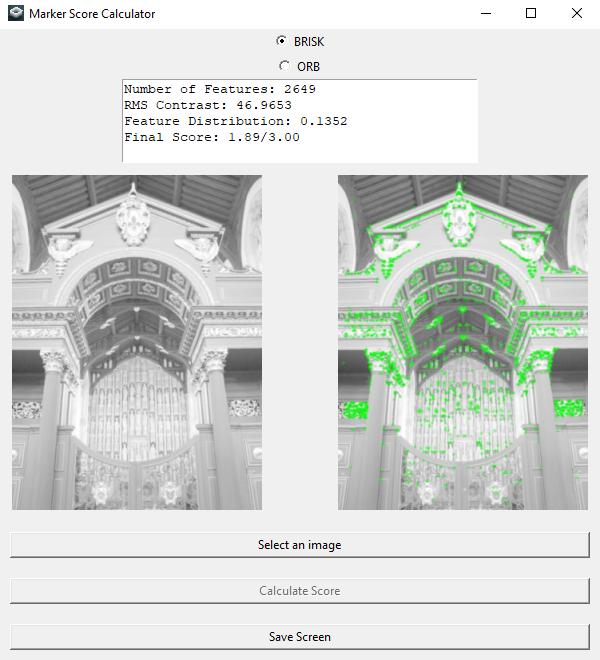 Marker Score Calculator
BRISK
ORB
Number of Features: 2649
RMS Contrast: 46.9653
Feature Distribution: 0.1352
Final Score: 1.89/3.00
Select an image
Calculate Score
Save Screen